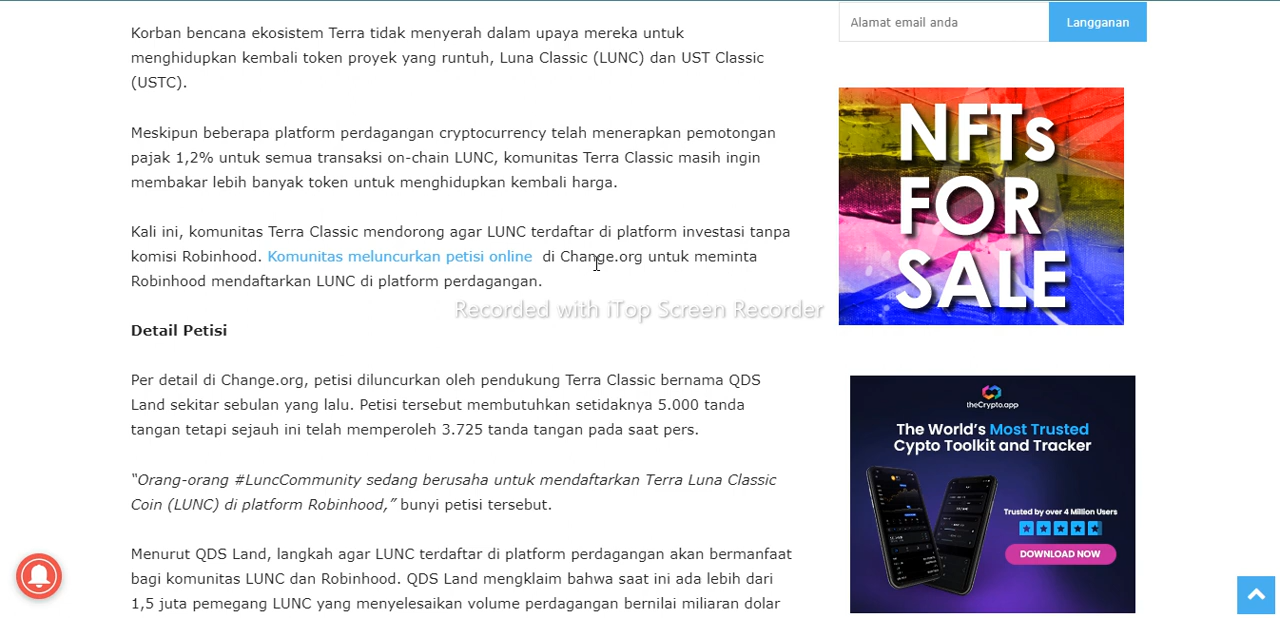 Korban bencana ekosistem Terra tidak menyerah dalam upaya mereka untuk
menghidupkan kembali token proyek yang runtuh, Luna Classic (LUNC) dan UST Classic
(USTC).
Meskipun beberapa platform perdagangan cryptocurrency telah menerapkan pemotongan
pajak 1,2% untuk semua transaksi on-chain LUNC, komunitas Terra Classic masih ingin
membakar lebih banyak token untuk menghidupkan kembali harga.
Kali ini, komunitas Terra Classic mendorong agar LUNC terdaftar di platform investasi tanpa
komisi Robinhood. Komunitas meluncurkan petisi online di Change.org untuk meminta
Robinhood mendaftarkan LUNC di platform perdagangan.
Recorded with iTop Screen Recorder
Detail Petisi
Per detail di Change.org, petisi diluncurkan oleh pendukung Terra Classic bernama QDS
Land sekitar sebulan yang lalu. Petisi tersebut membutuhkan setidaknya 5.000 tanda
tangan tetapi sejauh ini telah memperoleh 3.725 tanda tangan pada saat pers.
“Orang-orang #LuncCommunity sedang berusaha untuk mendaftarkan Terra Luna Classic
Coin (LUNC) di platform Robinhood,” bunyi petisi tersebut.
Menurut QDS Land, langkah agar LUNC terdaftar di platform perdagangan akan bermanfaat
bagi komunitas LUNC dan Robinhood. QDS Land mengklaim bahwa saat ini ada lebih dari
1,5 juta pemegang LUNC yang menyelesaikan volume perdagangan bernilai miliaran dolar
Alamat email anda
Langganan
NFTs
FOR
SALE
theCrypto.app
The World’s Most Trusted
Cypto Toolkit and Tracker
Trusted by over 4 Million Users
DOWNLOAD NOW